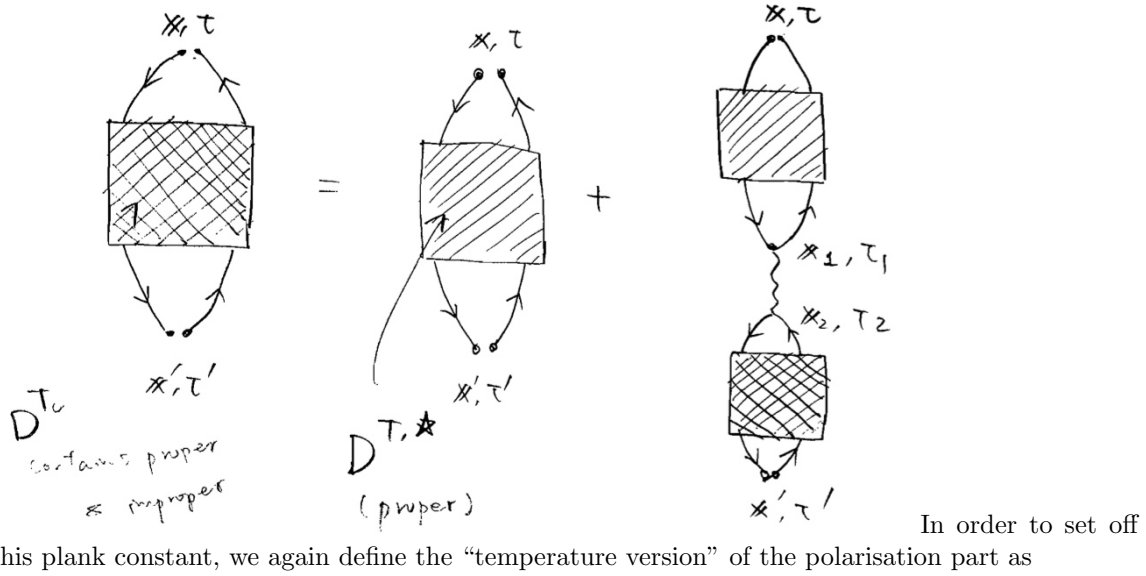 𝕩, τ
𝕩, τ
𝕩, τ
=
+
𝕩₁, τ₁
𝕩₂, τ₂
𝕩', τ'
𝕩', τ'
𝕩', τ'
D^T
contains proper
& improper
D^{T,★}
(proper)
In order to set off
his plank constant, we again define the “temperature version” of the polarisation part as